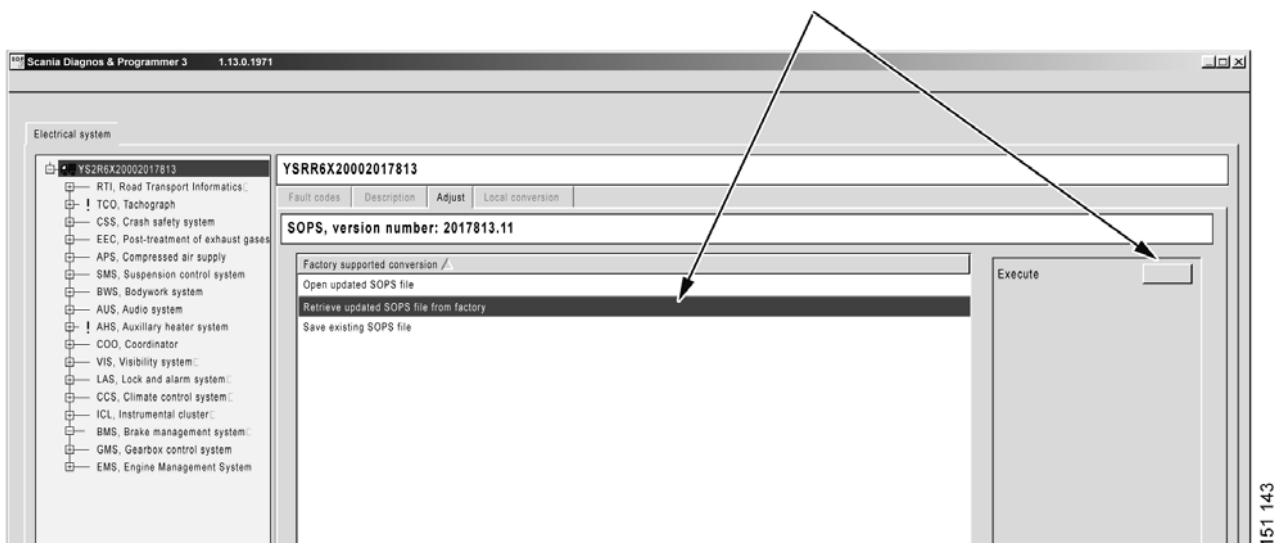 SOP
Scania Diagnos & Programmer 3 1.13.0.1971
Electrical system
YS2R6X20002017813
RTI, Road Transport Informatics
TCO, Tachograph
CSS, Crash safety system
EEC, Post-treatment of exhaust gases
APS, Compressed air supply
SMS, Suspension control system
BWS, Bodywork system
AUS, Audio system
AHS, Auxillary heater system
COO, Coordinator
VIS, Visibility system
LAS, Lock and alarm system
CCS, Climate control system
ICL, Instrumental cluster
BMS, Brake management system
GMS, Gearbox control system
EMS, Engine Management System
YSRR6X20002017813
Fault codes Description Adjust Local conversion
SOPS, version number: 2017813.11
Factory supported conversion
Open updated SOPS file
Retrieve updated SOPS file from factory
Save existing SOPS file
Execute
151 143